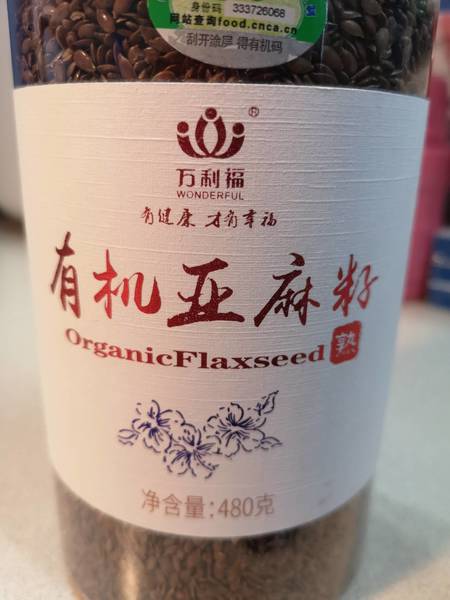 身份码 333726068
网站查询food.cnca.cn
刮开涂层 得有机码
®
万利福
WONDERFUL
有健康 才有幸福
有机亚麻籽
OrganicFlaxseed 熟
净含量:480克